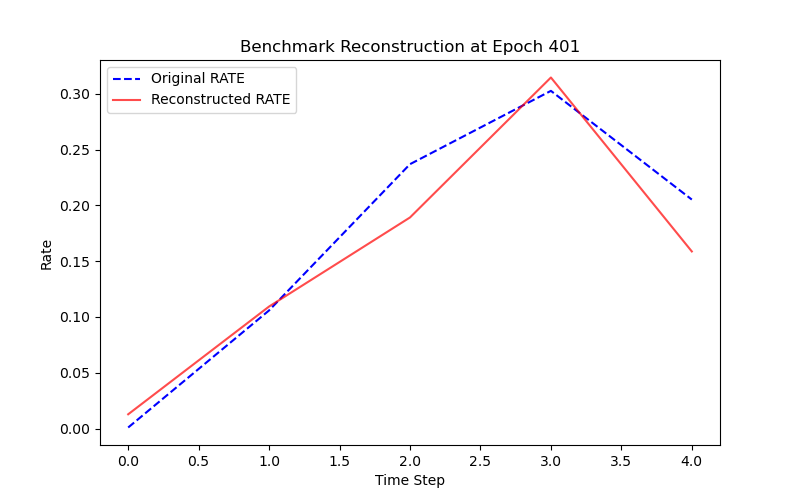 Benchmark Reconstruction at Epoch 401
Original RATE
Reconstructed RATE
0.30
0.25
0.20
0.15
0.10
0.05
0.00
Rate
0.0 0.5 1.0 1.5 2.0 2.5 3.0 3.5 4.0
Time Step